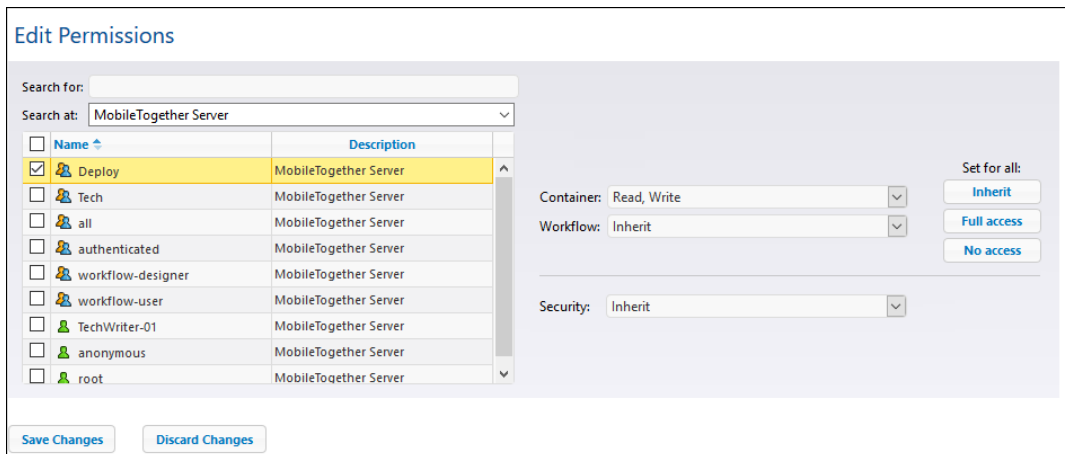 Edit Permissions
Search for:
Search at: MobileTogether Server
Name Description
Deploy MobileTogether Server
Tech MobileTogether Server
all MobileTogether Server
authenticated MobileTogether Server
workflow-designer MobileTogether Server
workflow-user MobileTogether Server
TechWriter-01 MobileTogether Server
anonymous MobileTogether Server
root MobileTogether Server
Container: Read, Write
Workflow: Inherit
Security: Inherit
Set for all:
Inherit
Full access
No access
Save Changes Discard Changes